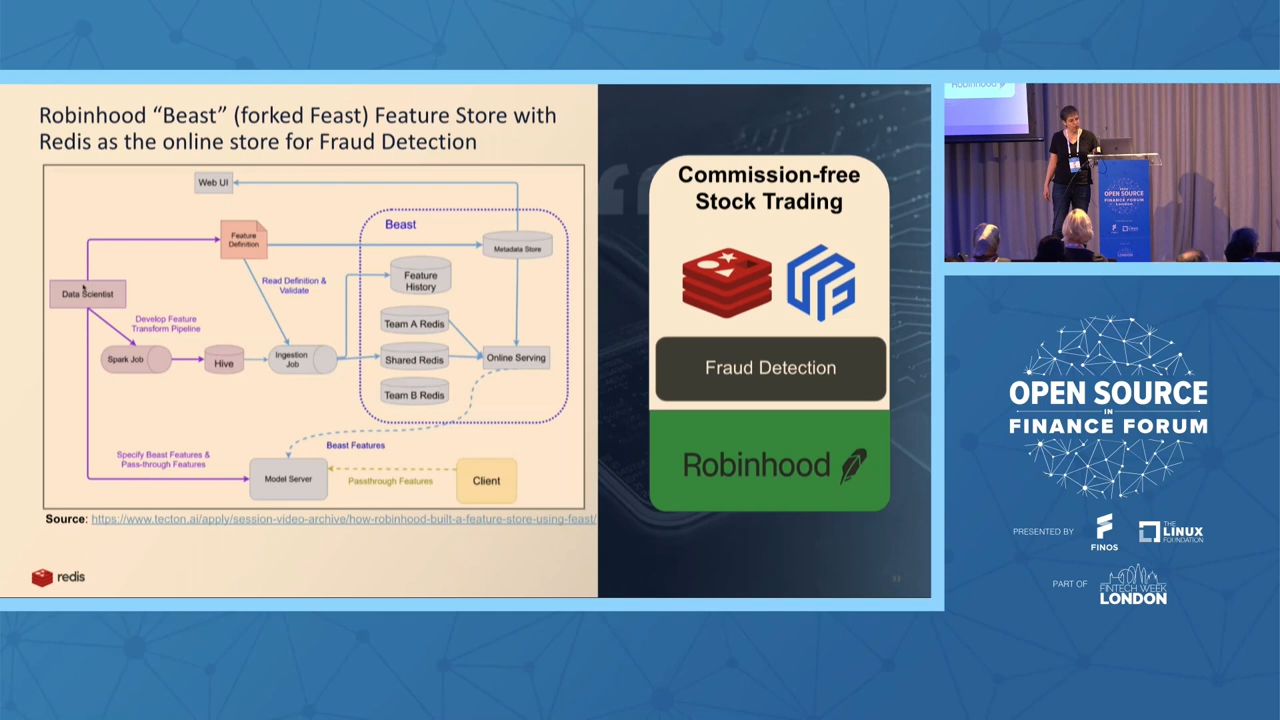 Robinhood “Beast” (forked Feast) Feature Store with
Redis as the online store for Fraud Detection
Web UI
Feature
Definition
Beast
Metadata Store
Read Definition &
Validate
Feature
History
Data Scientist
Develop Feature
Transform Pipeline
Team A Redis
Spark Job
Hive
Ingestion
Job
Shared Redis
Online Serving
Team B Redis
Beast Features
Specify Beast Features &
Pass-through Features
Model Server
Passthrough Features
Client
Source: https://www.tecton.ai/apply/session-video-archive/how-robinhood-built-a-feature-store-using-feast/
redis
Commission-free
Stock Trading
Fraud Detection
Robinhood
Robinhood
OPEN SOURCE
FINANCE FORUM
OPEN SOURCE
IN
FINANCE FORUM
PRESENTED BY
FINOS
THE
LINUX
FOUNDATION
PART OF
FINTECH WEEK
LONDON